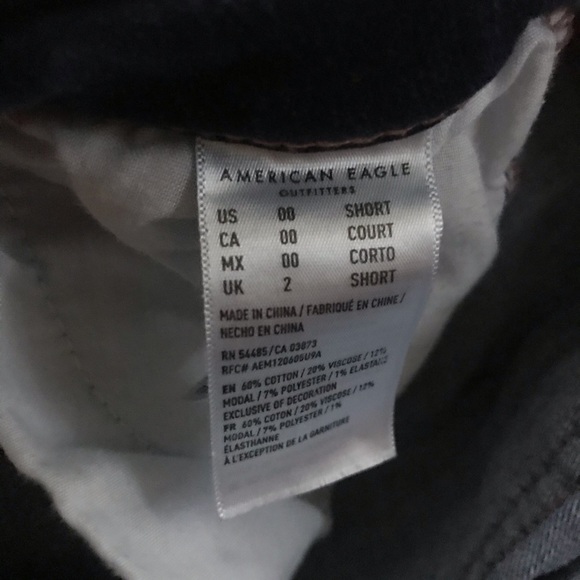 AMERICAN EAGLE
OUTFITTERS
US 00 SHORT
CA 00 COURT
MX 00 CORTO
UK 2 SHORT
MADE IN CHINA / FABRIQUÉ EN CHINE /
HECHO EN CHINA
RN 54485/CA 03873
RFC# AEM120605U9A
EN 60% COTTON / 20% VISCOSE / 12%
MODAL / 7% POLYESTER / 1% ELASTANE
EXCLUSIVE OF DECORATION
FR 60% COTON / 20% VISCOSE / 12%
MODAL / 7% POLYESTER / 1%
ÉLASTHANNE
À L'EXCEPTION DE LA GARNITURE